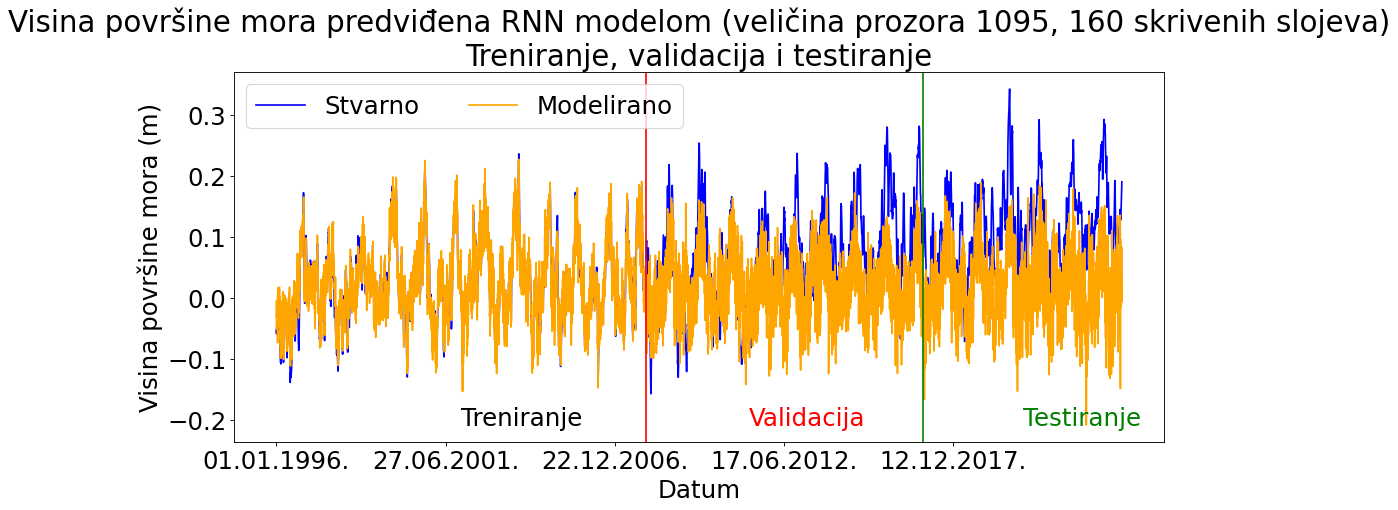 Visina površine mora predviđena RNN modelom (veličina prozora 1095, 160 skrivenih slojeva)
Treniranje, validacija i testiranje
Stvarno
Modelirano
Visina površine mora (m)
0.3
0.2
0.1
0.0
−0.1
−0.2
Treniranje
Validacija
Testiranje
01.01.1996.
27.06.2001.
22.12.2006.
17.06.2012.
12.12.2017.
Datum